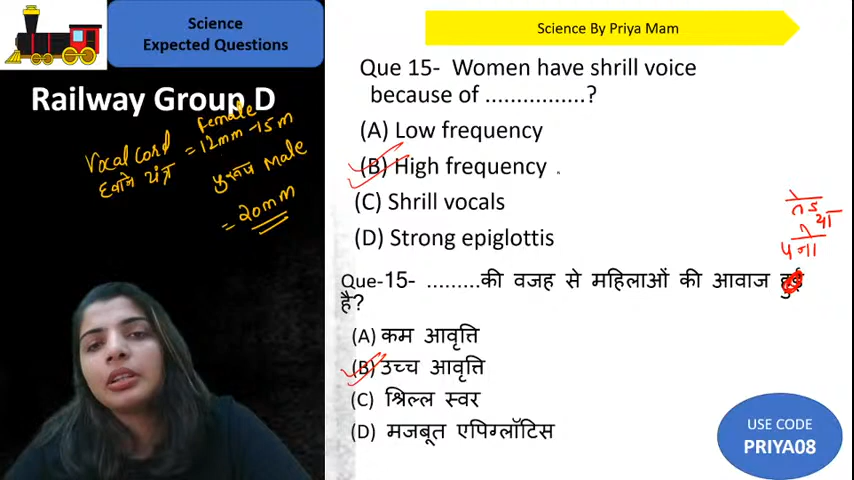 Science
Expected Questions
Science By Priya Mam
Railway Group D
Vocal Cord
= 12mm - 15m
Female
पुरुष Male
= 20mm
Que 15- Women have shrill voice
because of ................?
(A) Low frequency
(B) High frequency
(C) Shrill vocals
(D) Strong epiglottis
Que-15- .........की वजह से महिलाओं की आवाज
है?
(A) कम आवृत्ति
(B) उच्च आवृत्ति
(C) श्रिल्ल स्वर
(D) मजबूत एपिग्लॉटिस
USE CODE
PRIYA08